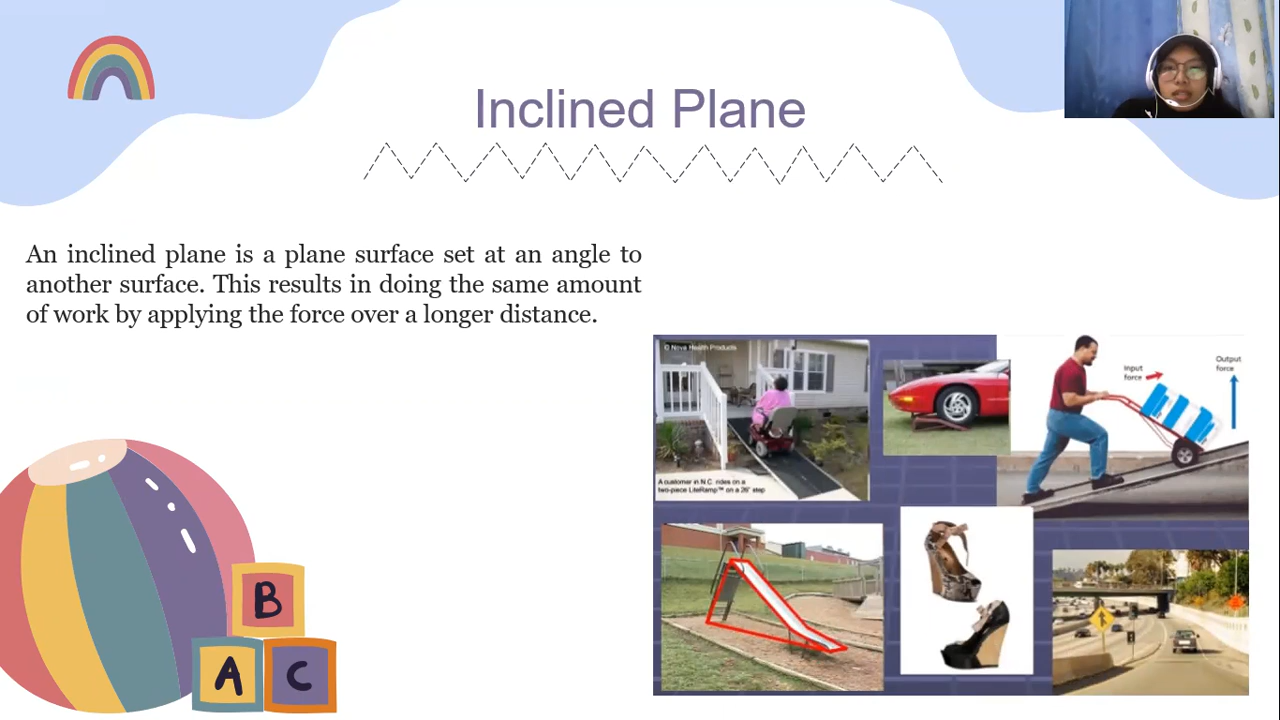 Inclined Plane
An inclined plane is a plane surface set at an angle to
another surface. This results in doing the same amount
of work by applying the force over a longer distance.
© Nova Health Products
A customer in N.C. rides on a
two-piece LiteRamp™ on a 26" step
Input
force
Output
force
B
A C